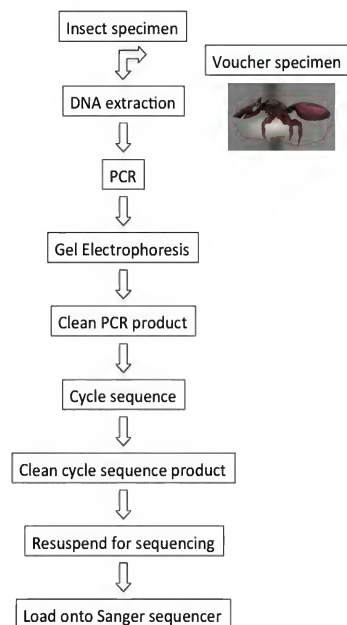 Insect specimen
Voucher specimen
DNA extraction
PCR
Gel Electrophoresis
Clean PCR product
Cycle sequence
Clean cycle sequence product
Resuspend for sequencing
Load onto Sanger sequencer